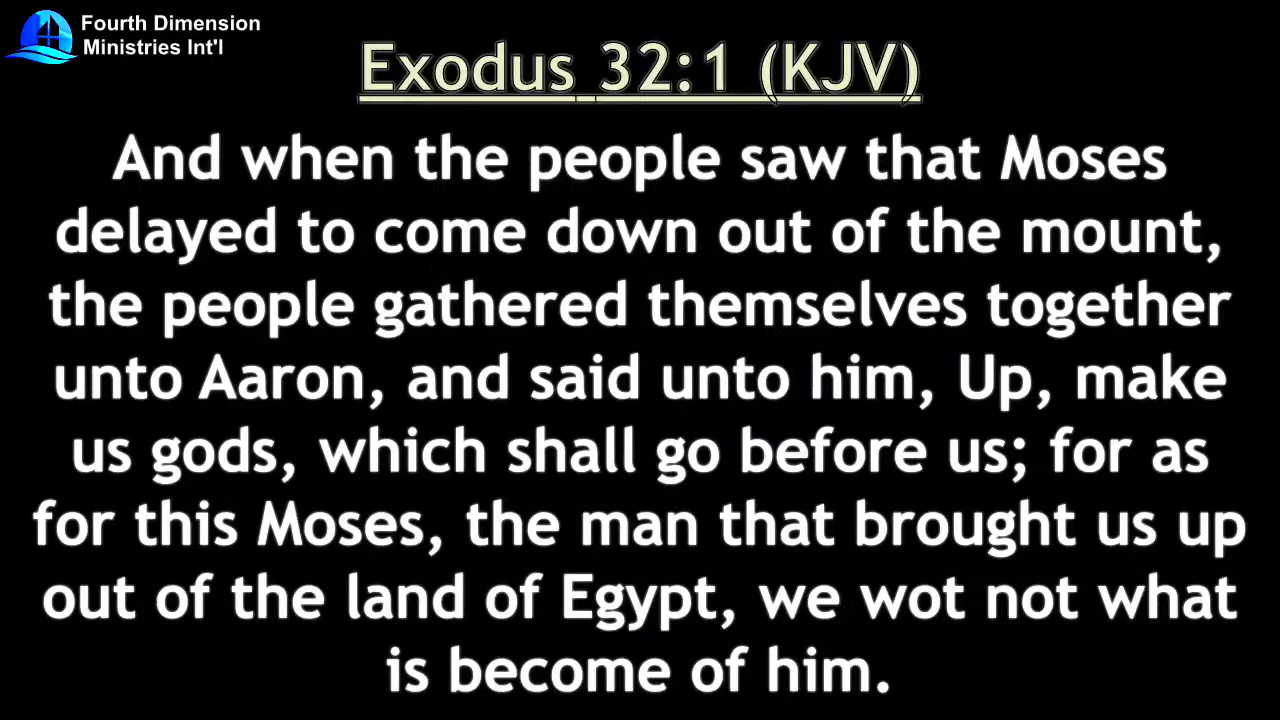 Fourth Dimension
Ministries Int'l
Exodus 32:1 (KJV)
And when the people saw that Moses
delayed to come down out of the mount,
the people gathered themselves together
unto Aaron, and said unto him, Up, make
us gods, which shall go before us; for as
for this Moses, the man that brought us up
out of the land of Egypt, we wot not what
is become of him.